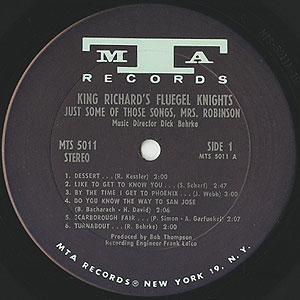 MTA
RECORDS
KING RICHARD'S FLUEGEL KNIGHTS
JUST SOME OF THOSE SONGS, MRS. ROBINSON
Music Director Dick Behrke
MTS 5011
STEREO
SIDE 1
MTS 5011 A
1. DESSERT...(R. Kessler) 2:00
2. LIKE TO GET TO KNOW YOU...(S. Scharf) 2:47
3. BY THE TIME I GET TO PHOENIX...(J. Webb) 3:00
4. DO YOU KNOW THE WAY TO SAN JOSE
(B. Bacharach - H. David) 2:00
5. SCARBOROUGH FAIR...(P. Simon - A. Garfunkel) 2:00
6. TURNABOUT...(R. Behrke) 2:00
Produced by Bob Thompson
Recording Engineer Frank Laico
MTA RECORDS® NEW YORK 19, N.Y.